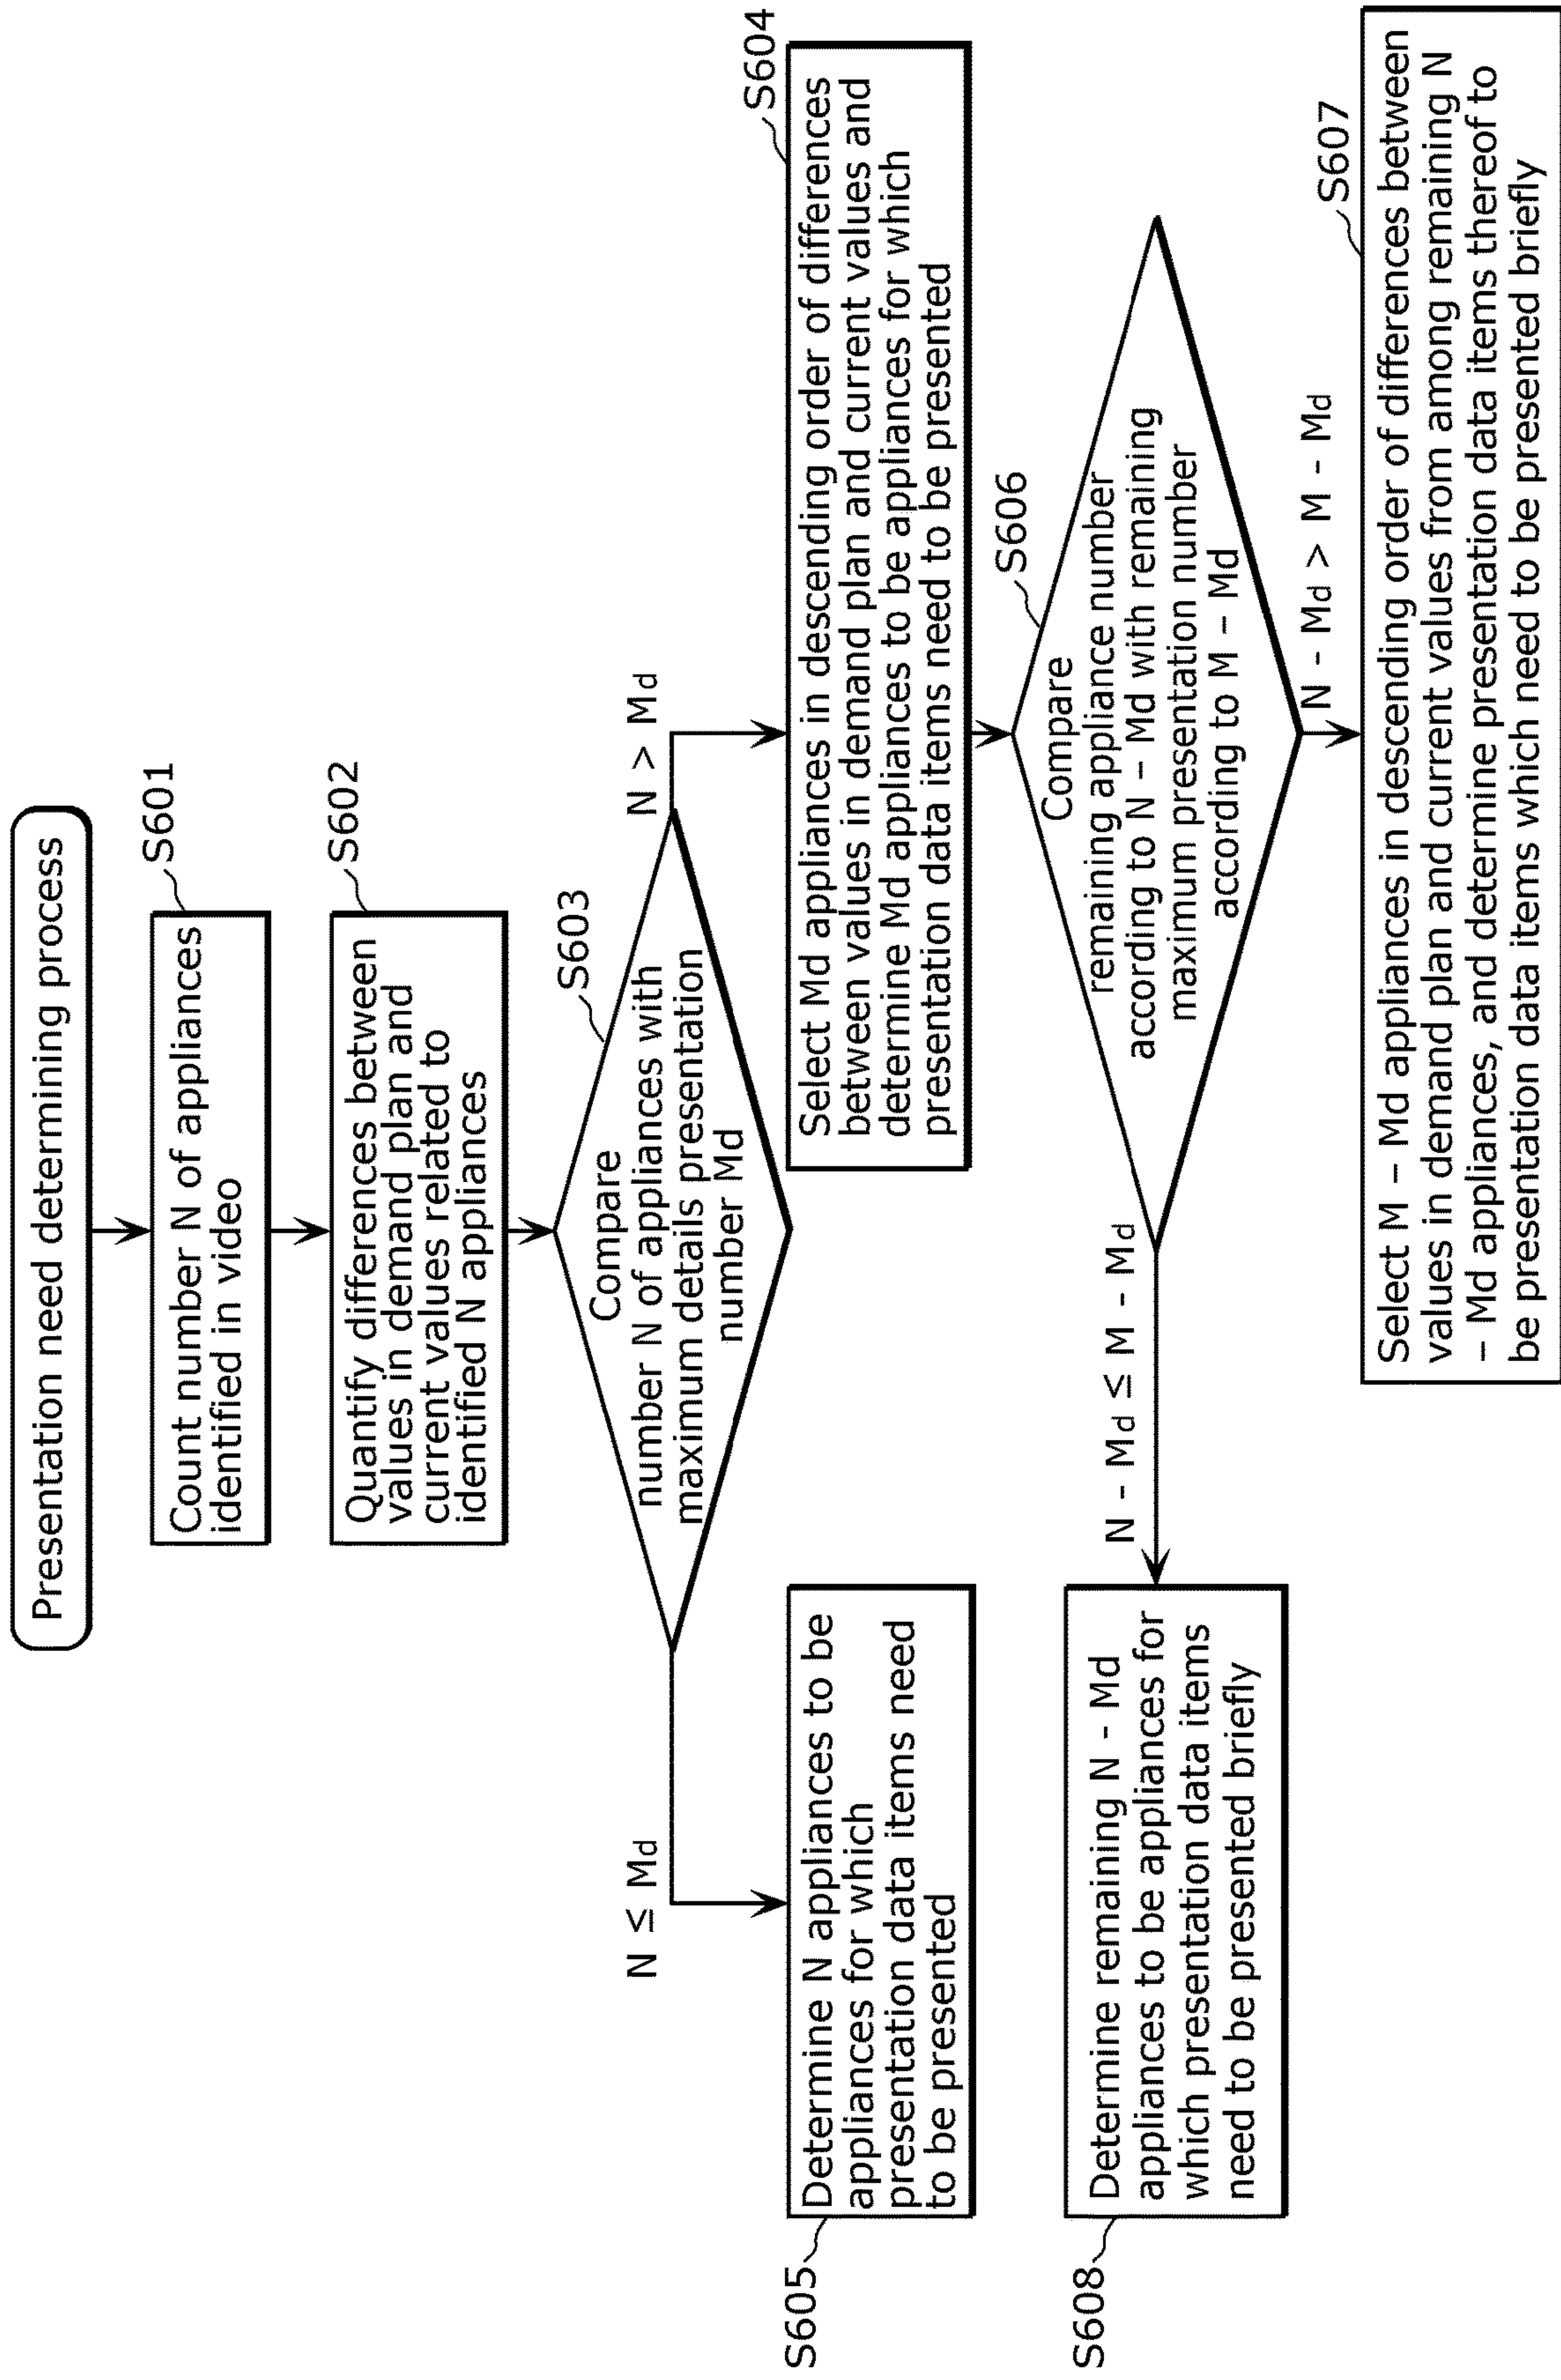 Presentation need determining process
S601
Count number N of appliances
identified in video
S602
Quantify differences between
values in demand plan and
current values related to
identified N appliances
S603
Compare
number N of appliances with
maximum details presentation
number Md
N ≤ Md
N > Md
S605
Determine N appliances to be
appliances for which
presentation data items need
to be presented
S604
Select Md appliances in descending order of differences
between values in demand plan and current values and
determine Md appliances to be appliances for which
presentation data items need to be presented
S606
Compare
remaining appliance number
according to N – Md with remaining
maximum presentation number
according to M – Md
N - Md ≤ M - Md
N - Md > M - Md
S608
Determine remaining N - Md
appliances to be appliances for
which presentation data items
need to be presented briefly
S607
Select M – Md appliances in descending order of differences between
values in demand plan and current values from among remaining N
– Md appliances, and determine presentation data items thereof to
be presentation data items which need to be presented briefly